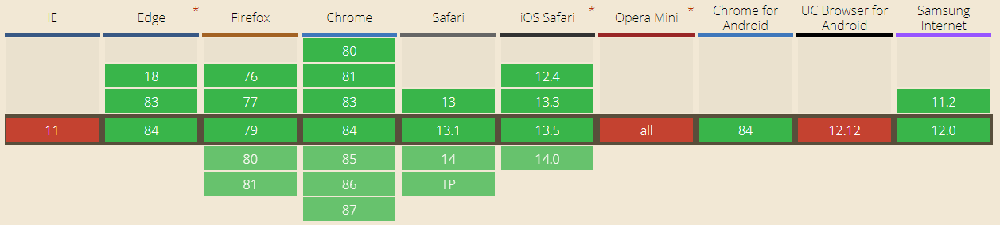 IE Edge * Firefox Chrome Safari iOS Safari * Opera Mini * Chrome for Android UC Browser for Android Samsung Internet
80
18 76 81 12.4
83 77 83 13 13.3 11.2
11 84 79 84 13.1 13.5 all 84 12.12 12.0
80 85 14 14.0
81 86 TP
87